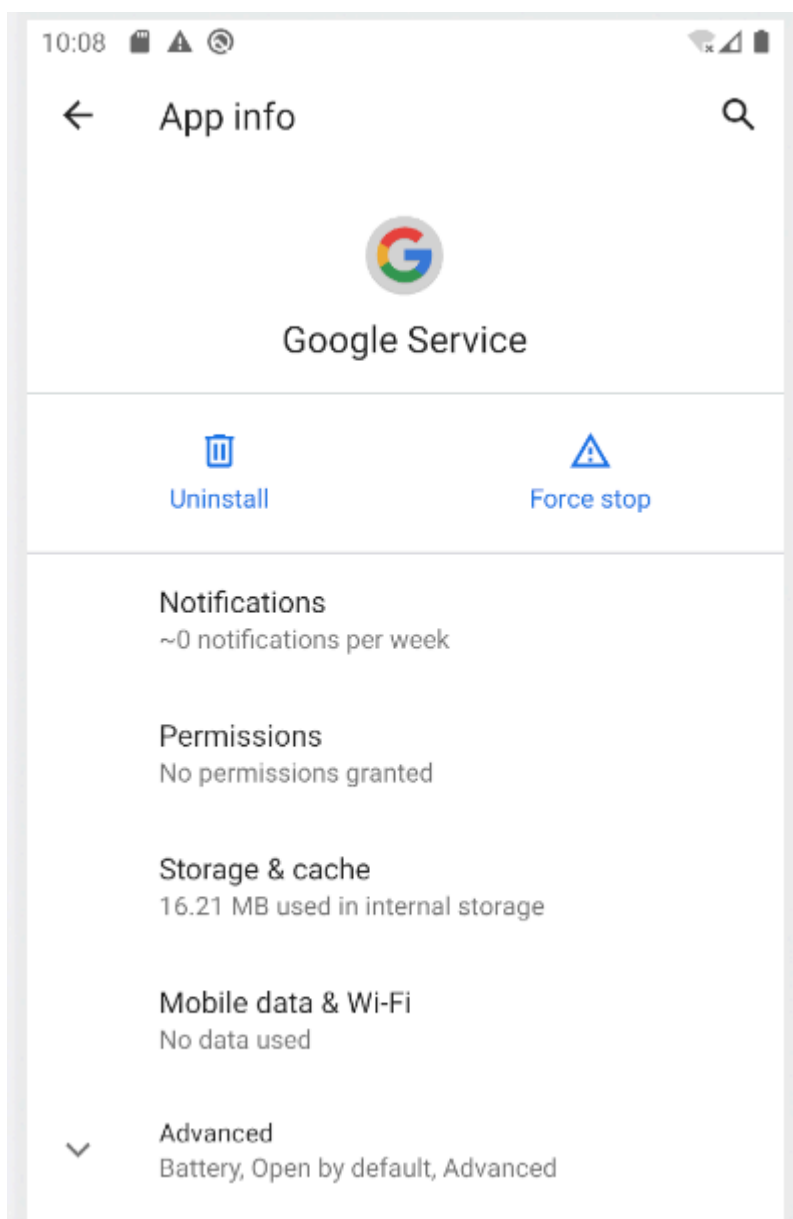 10:08
App info
Google Service
Uninstall
Force stop
Notifications
~0 notifications per week
Permissions
No permissions granted
Storage & cache
16.21 MB used in internal storage
Mobile data & Wi-Fi
No data used
Advanced
Battery, Open by default, Advanced